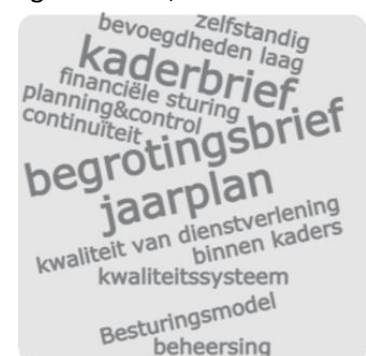 zelfstandig
bevoegdheden laag
kaderbrief
financiële sturing
planning&control
continuïteit
begrotingsbrief
jaarplan
kwaliteit van dienstverlening
binnen kaders
kwaliteitssysteem
Besturingsmodel
beheersing